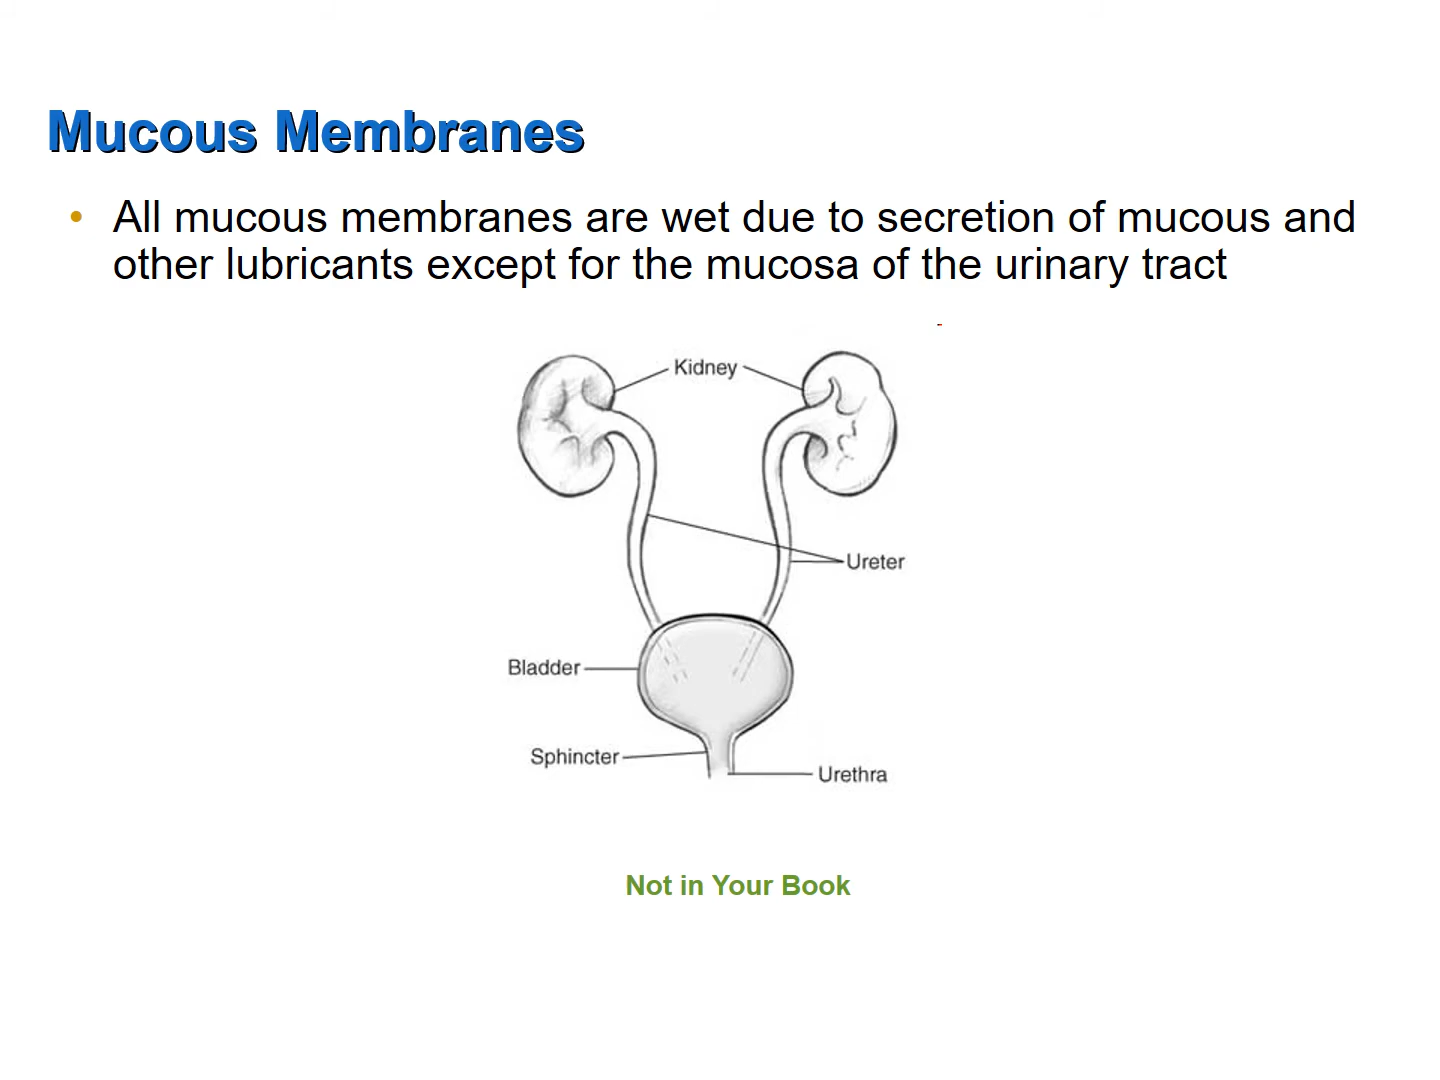 Mucous Membranes
• All mucous membranes are wet due to secretion of mucous and
other lubricants except for the mucosa of the urinary tract
Kidney
Ureter
Bladder
Sphincter
Urethra
Not in Your Book